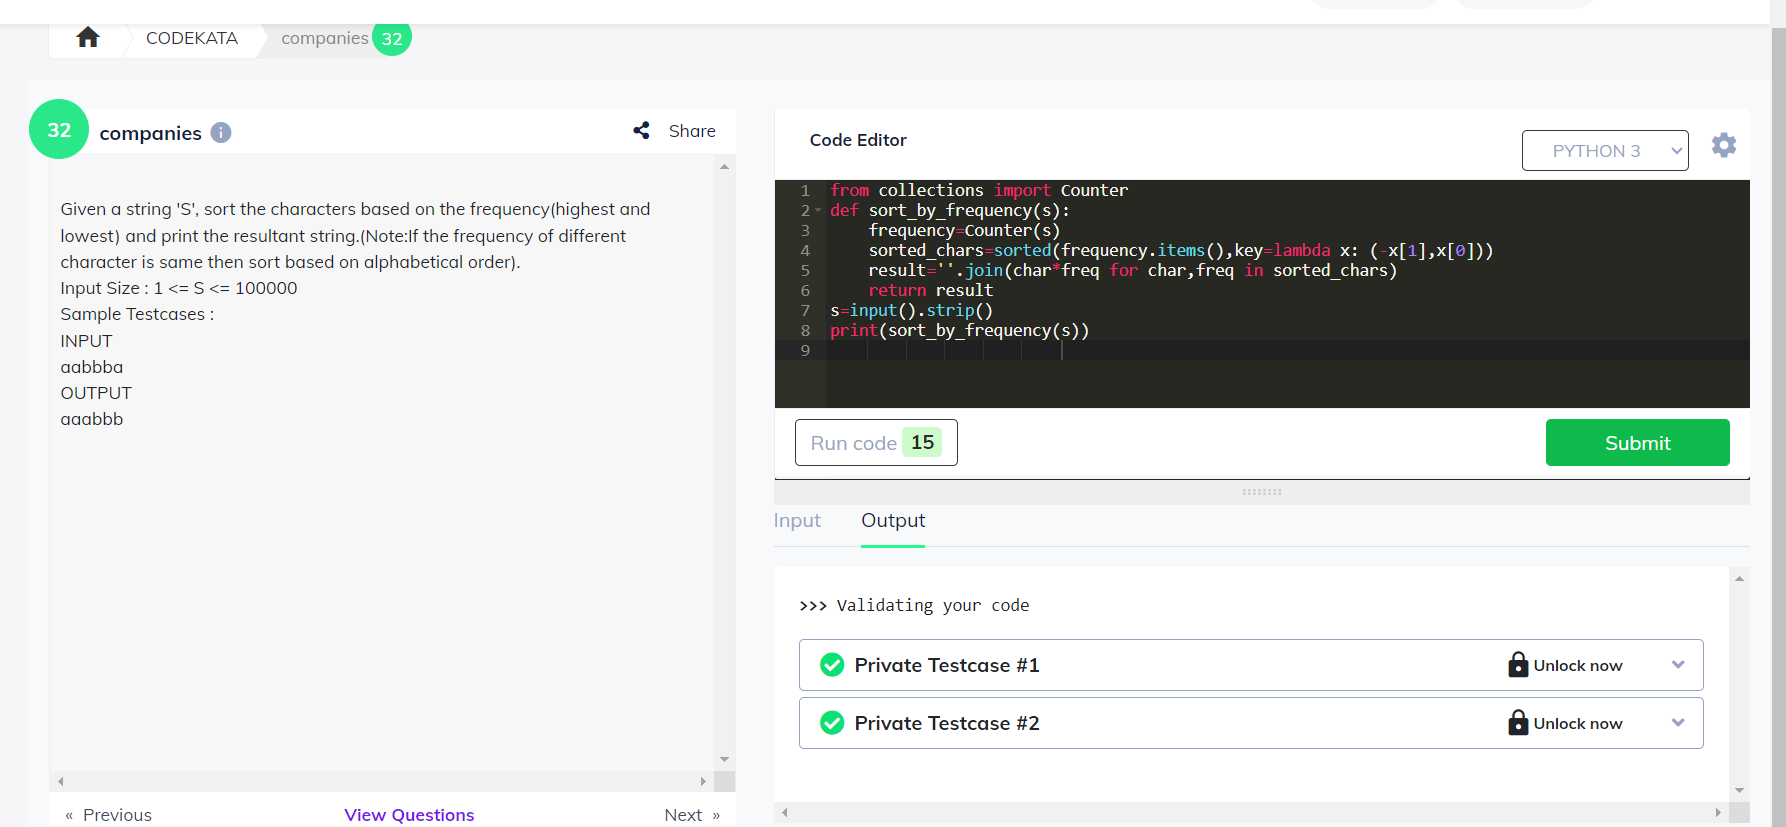 CODEKATA
companies 32
32 companies
Share
Given a string 'S', sort the characters based on the frequency(highest and
lowest) and print the resultant string.(Note:If the frequency of different
character is same then sort based on alphabetical order).
Input Size : 1 <= S <= 100000
Sample Testcases :
INPUT
aabbba
OUTPUT
aaabbb
« Previous
View Questions
Next »
Code Editor
PYTHON 3
1 from collections import Counter
2 def sort_by_frequency(s):
3     frequency=Counter(s)
4     sorted_chars=sorted(frequency.items(),key=lambda x: (-x[1],x[0]))
5     result=''.join(char*freq for char,freq in sorted_chars)
6     return result
7 s=input().strip()
8 print(sort_by_frequency(s))
9
Run code 15
Submit
Input Output
>>> Validating your code
Private Testcase #1 Unlock now
Private Testcase #2 Unlock now